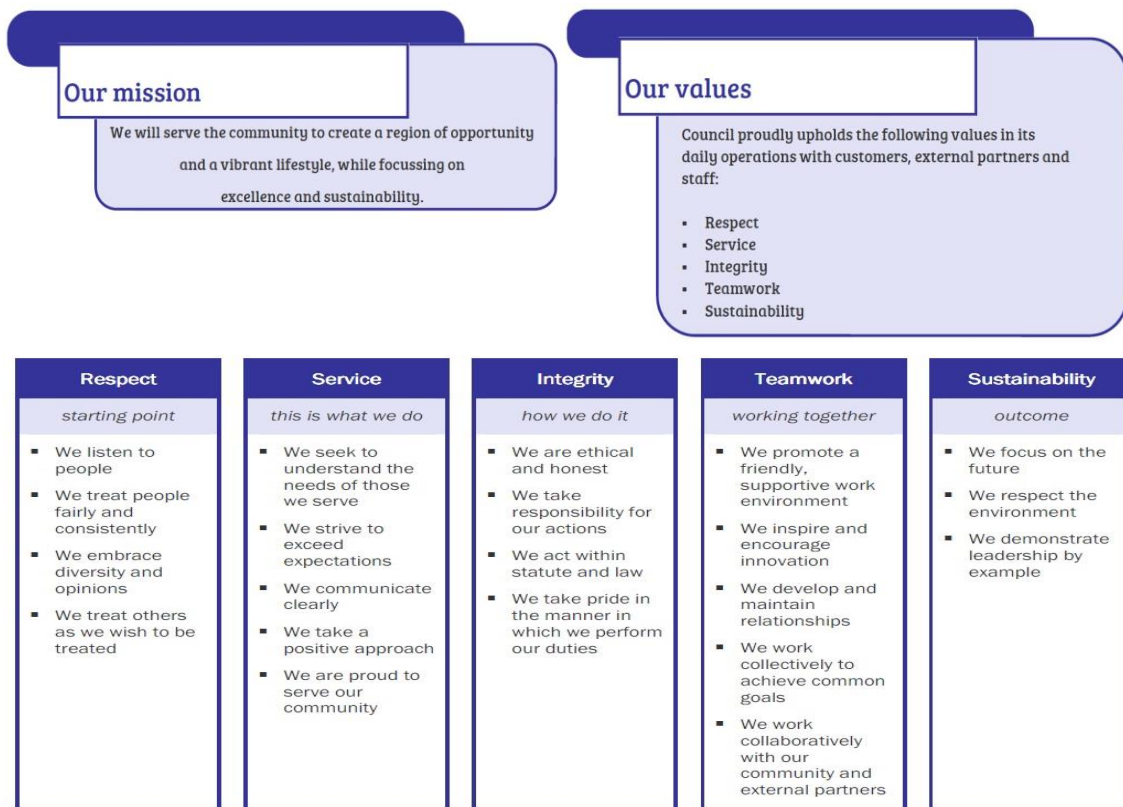 Our mission
We will serve the community to create a region of opportunity
and a vibrant lifestyle, while focussing on
excellence and sustainability.
Our values
Council proudly upholds the following values in its
daily operations with customers, external partners and
staff:
▪ Respect
▪ Service
▪ Integrity
▪ Teamwork
▪ Sustainability
Respect
starting point
▪ We listen to
people
▪ We treat people
fairly and
consistently
▪ We embrace
diversity and
opinions
▪ We treat others
as we wish to be
treated
Service
this is what we do
▪ We seek to
understand the
needs of those
we serve
▪ We strive to
exceed
expectations
▪ We communicate
clearly
▪ We take a
positive approach
▪ We are proud to
serve our
community
Integrity
how we do it
▪ We are ethical
and honest
▪ We take
responsibility for
our actions
▪ We act within
statute and law
▪ We take pride in
the manner in
which we perform
our duties
Teamwork
working together
▪ We promote a
friendly,
supportive work
environment
▪ We inspire and
encourage
innovation
▪ We develop and
maintain
relationships
▪ We work
collectively to
achieve common
goals
▪ We work
collaboratively
with our
community and
external partners
Sustainability
outcome
▪ We focus on the
future
▪ We respect the
environment
▪ We demonstrate
leadership by
example